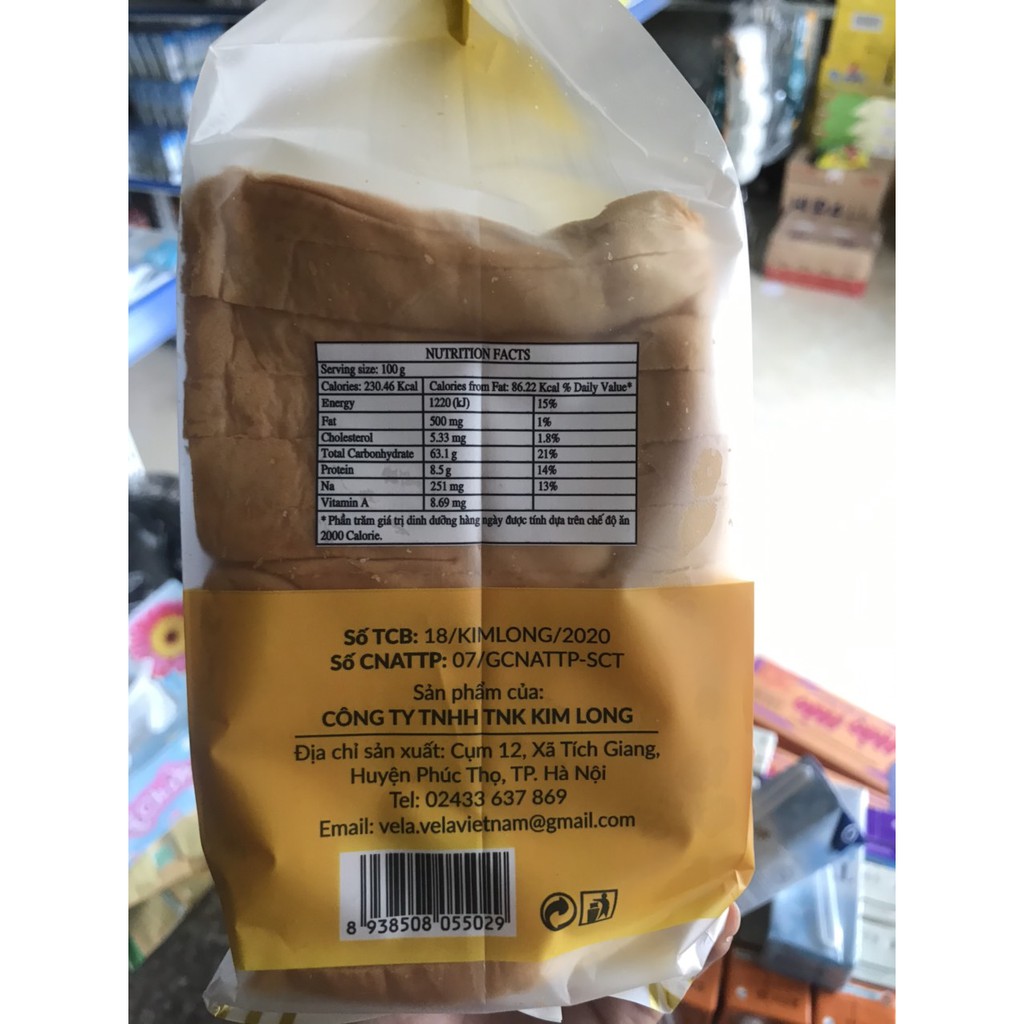 NUTRITION FACTS
Serving size: 100 g
Calories: 230.46 Kcal Calories from Fat: 86.22 Kcal % Daily Value*
Energy 1220 (kJ) 15%
Fat 500 mg 1%
Cholesterol 5.33 mg 1.8%
Total Carbonhydrate 63.1 g 21%
Protein 8.5 g 14%
Na 251 mg 13%
Vitamin A 8.69 mg
* Phần trăm giá trị dinh dưỡng hàng ngày được tính dựa trên chế độ ăn
2000 Calorie.
Số TCB: 18/KIMLONG/2020
Số CNATTP: 07/GCNATTP-SCT
Sản phẩm của:
CÔNG TY TNHH TNK KIM LONG
Địa chỉ sản xuất: Cụm 12, Xã Tích Giang,
Huyện Phúc Thọ, TP. Hà Nội
Tel: 02433 637 869
Email: vela.velavietnam@gmail.com
8 938508 055029